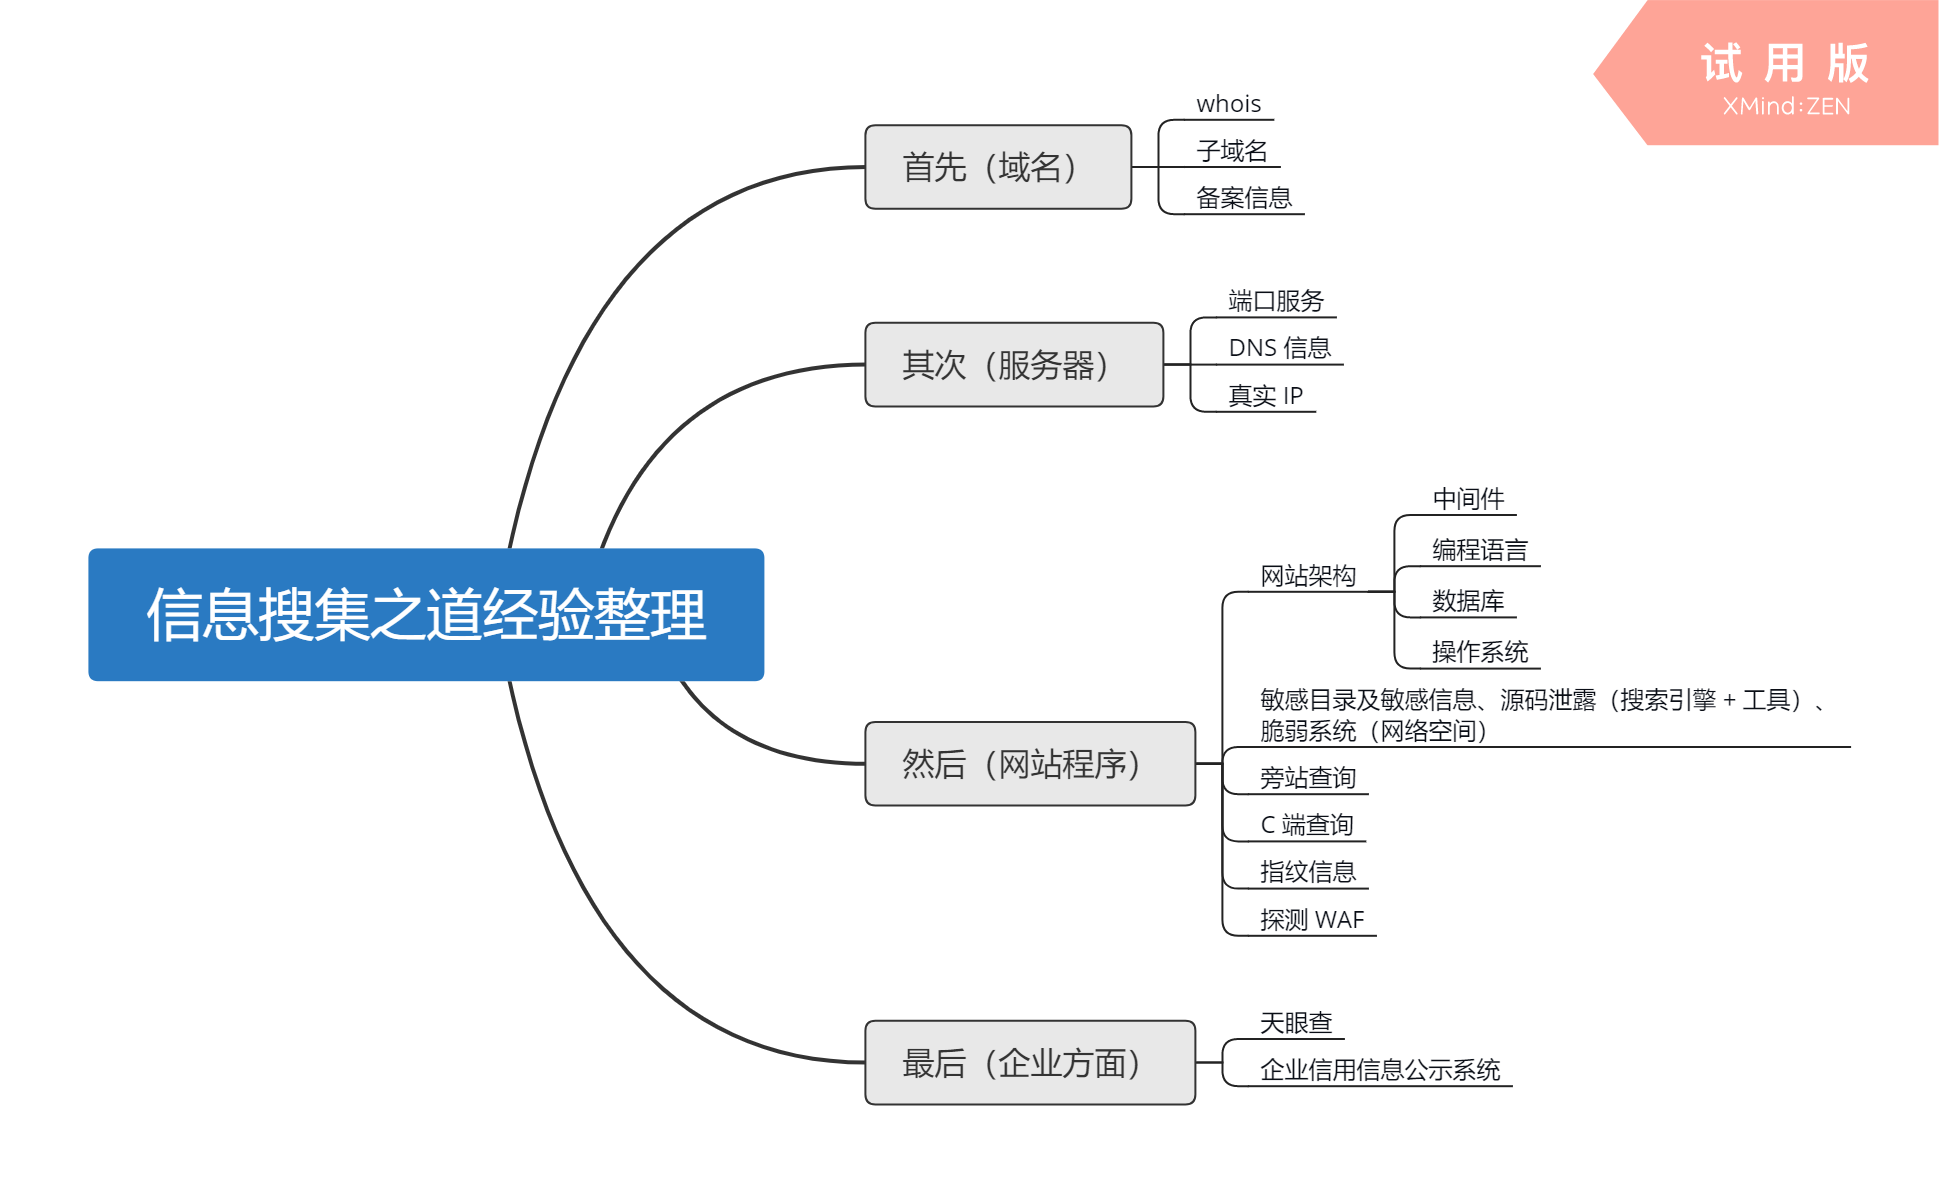 试用版
XMind:ZEN
信息搜集之道经验整理
首先（域名）
whois
子域名
备案信息
其次（服务器）
端口服务
DNS 信息
真实 IP
然后（网站程序）
网站架构
中间件
编程语言
数据库
操作系统
敏感目录及敏感信息、源码泄露（搜索引擎 + 工具）、
脆弱系统（网络空间）
旁站查询
C 端查询
指纹信息
探测 WAF
最后（企业方面）
天眼查
企业信用信息公示系统